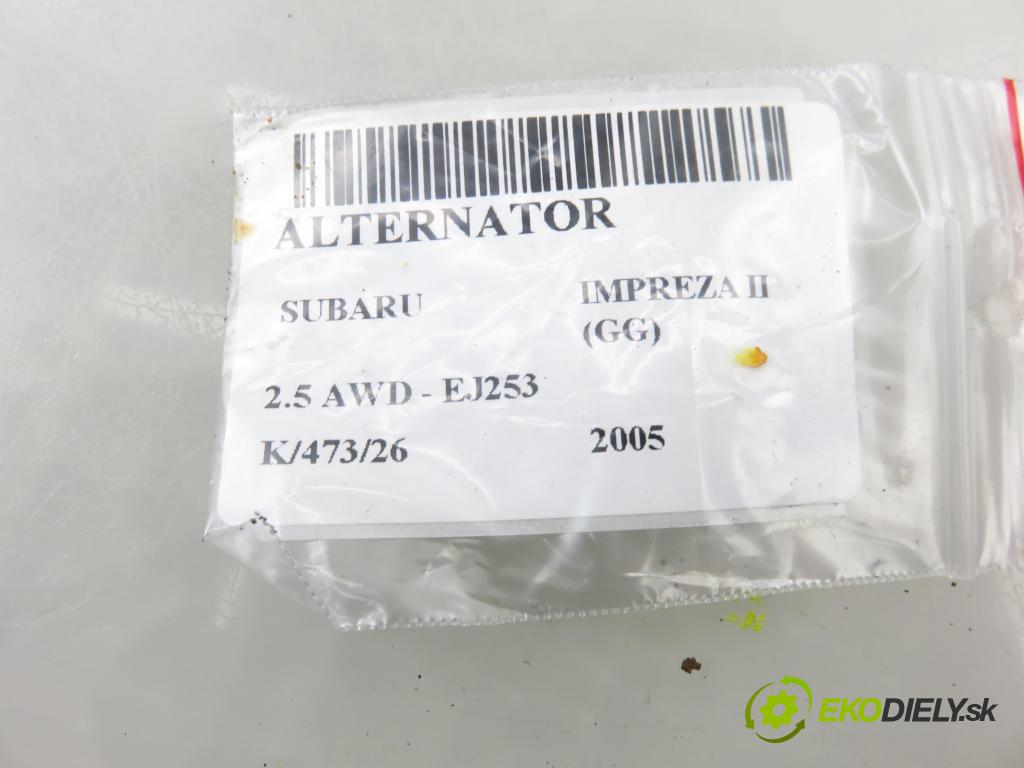 ALTERNATOR
SUBARU IMPREZA II
(GG)
2.5 AWD - EJ253
K/473/26 2005
EKODIELY.sk